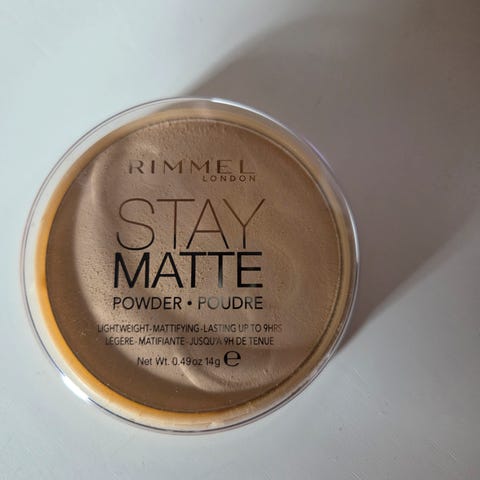 RIMMEL
LONDON
STAY
MATTE
POWDER • POUDRE
LIGHTWEIGHT-MATTIFYING-LASTING UP TO 9HRS
LÉGÈRE-MATIFIANTE-JUSQU'À 9H DE TENUE
Net Wt. 0.49oz 14g ℮